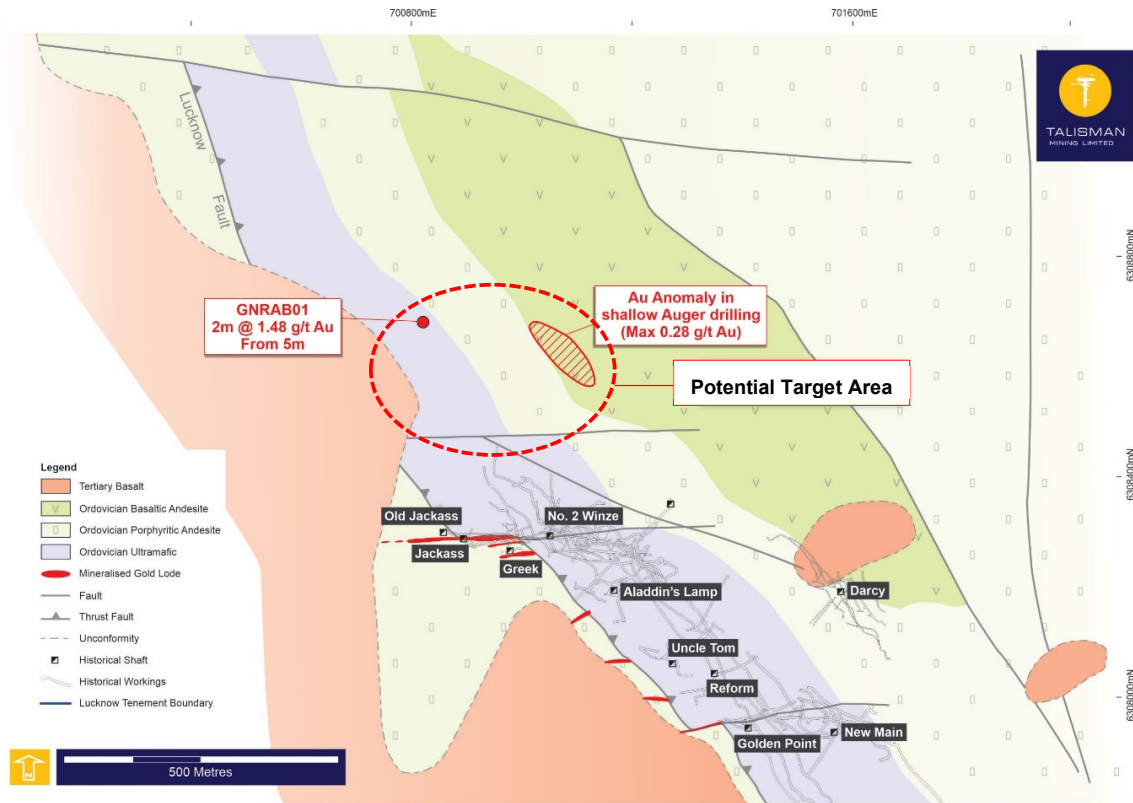 700800mE
701600mE
TALISMAN
MINING LIMITED
Lucknow
Fault
6308800mN
GNRAB01
2m @ 1.48 g/t Au
From 5m
Au Anomaly in
shallow Auger drilling
(Max 0.28 g/t Au)
Potential Target Area
6308400mN
Legend
Tertiary Basalt
V Ordovician Basaltic Andesite
Ordovician Porphyritic Andesite
Ordovician Ultramafic
Mineralised Gold Lode
Fault
Thrust Fault
Unconformity
Historical Shaft
Historical Workings
Lucknow Tenement Boundary
Old Jackass
No. 2 Winze
Jackass
Greek
Aladdin's Lamp
Darcy
Uncle Tom
Reform
6308000mN
Golden Point
New Main
N
500 Metres